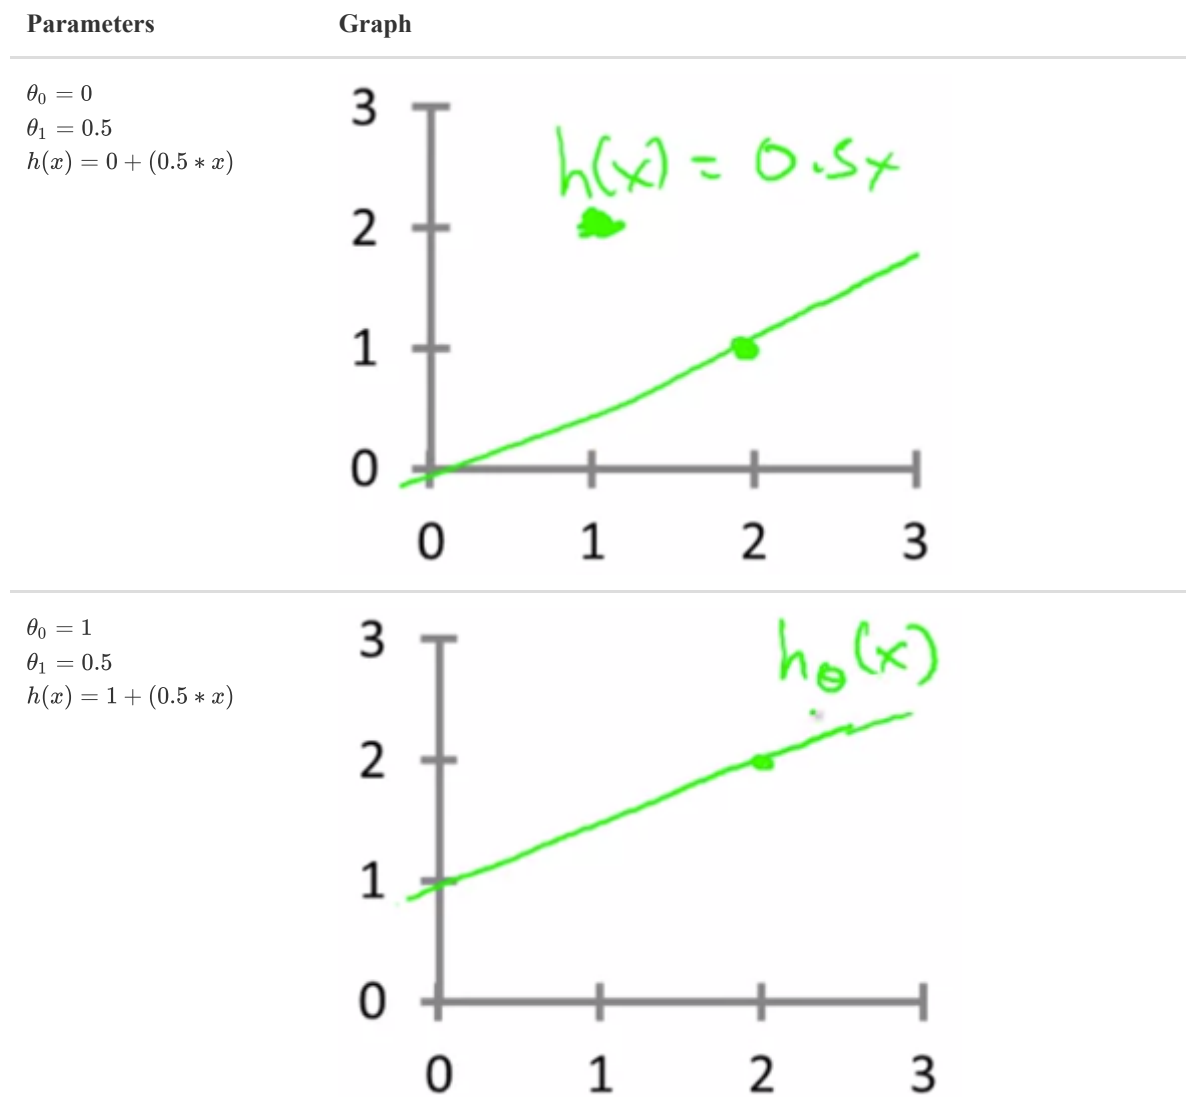 Parameters Graph
θ₀ = 0
θ₁ = 0.5
h(x) = 0 + (0.5 * x)
3
h(x) = 0.5x
2
1
0
0 1 2 3
θ₀ = 1
θ₁ = 0.5
h(x) = 1 + (0.5 * x)
3
hθ(x)
2
1
0
0 1 2 3